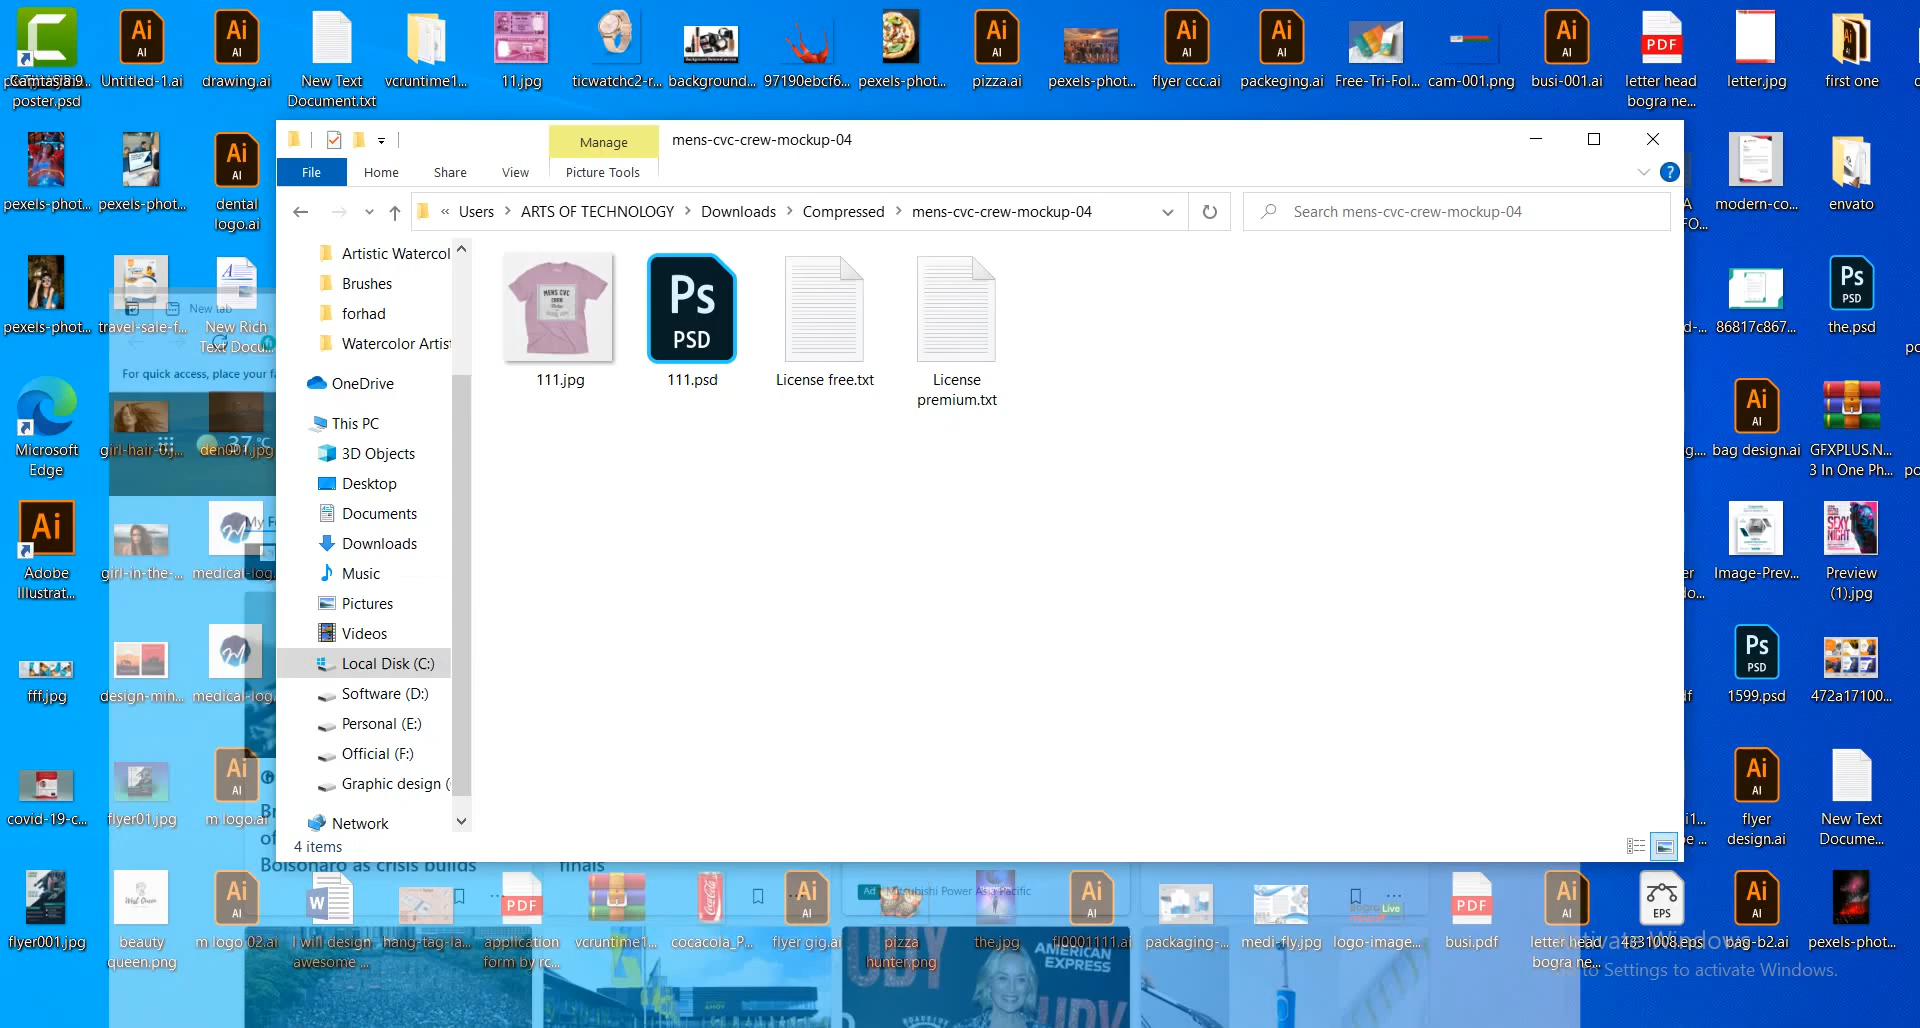 Camtasia 9
poster.psd
Untitled-1.ai
drawing.ai
New Text
Document.txt
vcruntime1...
11.jpg
ticwatchc2-r...
background...
97190ebcf6...
pexels-phot...
pizza.ai
pexels-phot...
flyer ccc.ai
packeging.ai
Free-Tri-Fol...
cam-001.png
busi-001.ai
letter head
bogra ne...
letter.jpg
first one
Manage
mens-cvc-crew-mockup-04
File
Home
Share
View
Picture Tools
« Users > ARTS OF TECHNOLOGY > Downloads > Compressed > mens-cvc-crew-mockup-04
Search mens-cvc-crew-mockup-04
Artistic Watercol
Brushes
forhad
Watercolor Artist
OneDrive
This PC
3D Objects
Desktop
Documents
Downloads
Music
Pictures
Videos
Local Disk (C:)
Software (D:)
Personal (E:)
Official (F:)
Graphic design (
Network
4 items
MENS CVC
CREW
Ps
PSD
111.jpg
111.psd
License free.txt
License
premium.txt
pexels-phot...
pexels-phot...
dental
logo.ai
modern-co...
envato
pexels-phot...
travel-sale-f...
New Rich
Text Docu...
New tab
For quick access, place your fa
86817c867...
the.psd
Microsoft
Edge
girl-hair-0j...
den001.jpg
37 °C
bag design.ai
GFXPLUS.N...
3 In One Ph...
Adobe
Illustrat...
girl-in-the-...
medical-log...
My F
Image-Prev...
Preview
(1).jpg
fff.jpg
design-min...
medical-log...
1599.psd
472a17100...
covid-19-c...
flyer01.jpg
m logo.ai
Br
of
Bolsonaro as crisis builds
finals
flyer
design.ai
New Text
Docume...
Ad
Mitsubishi Power Asia Pacific
flyer001.jpg
beauty
queen.png
m logo 02.ai
I will design
awesome ...
hang-tag-la...
application
form by rc...
vcruntime1...
cocacola_P...
flyer gig.ai
pizza
hunter.png
the.jpg
fl0001111.ai
packaging-...
medi-fly.jpg
logo-image...
busi.pdf
letter head
bogra ne...
4331008.eps
bag-b2.ai
pexels-phot...
AMERICAN
EXPRESS
JUDY
to Settings to activate Windows.